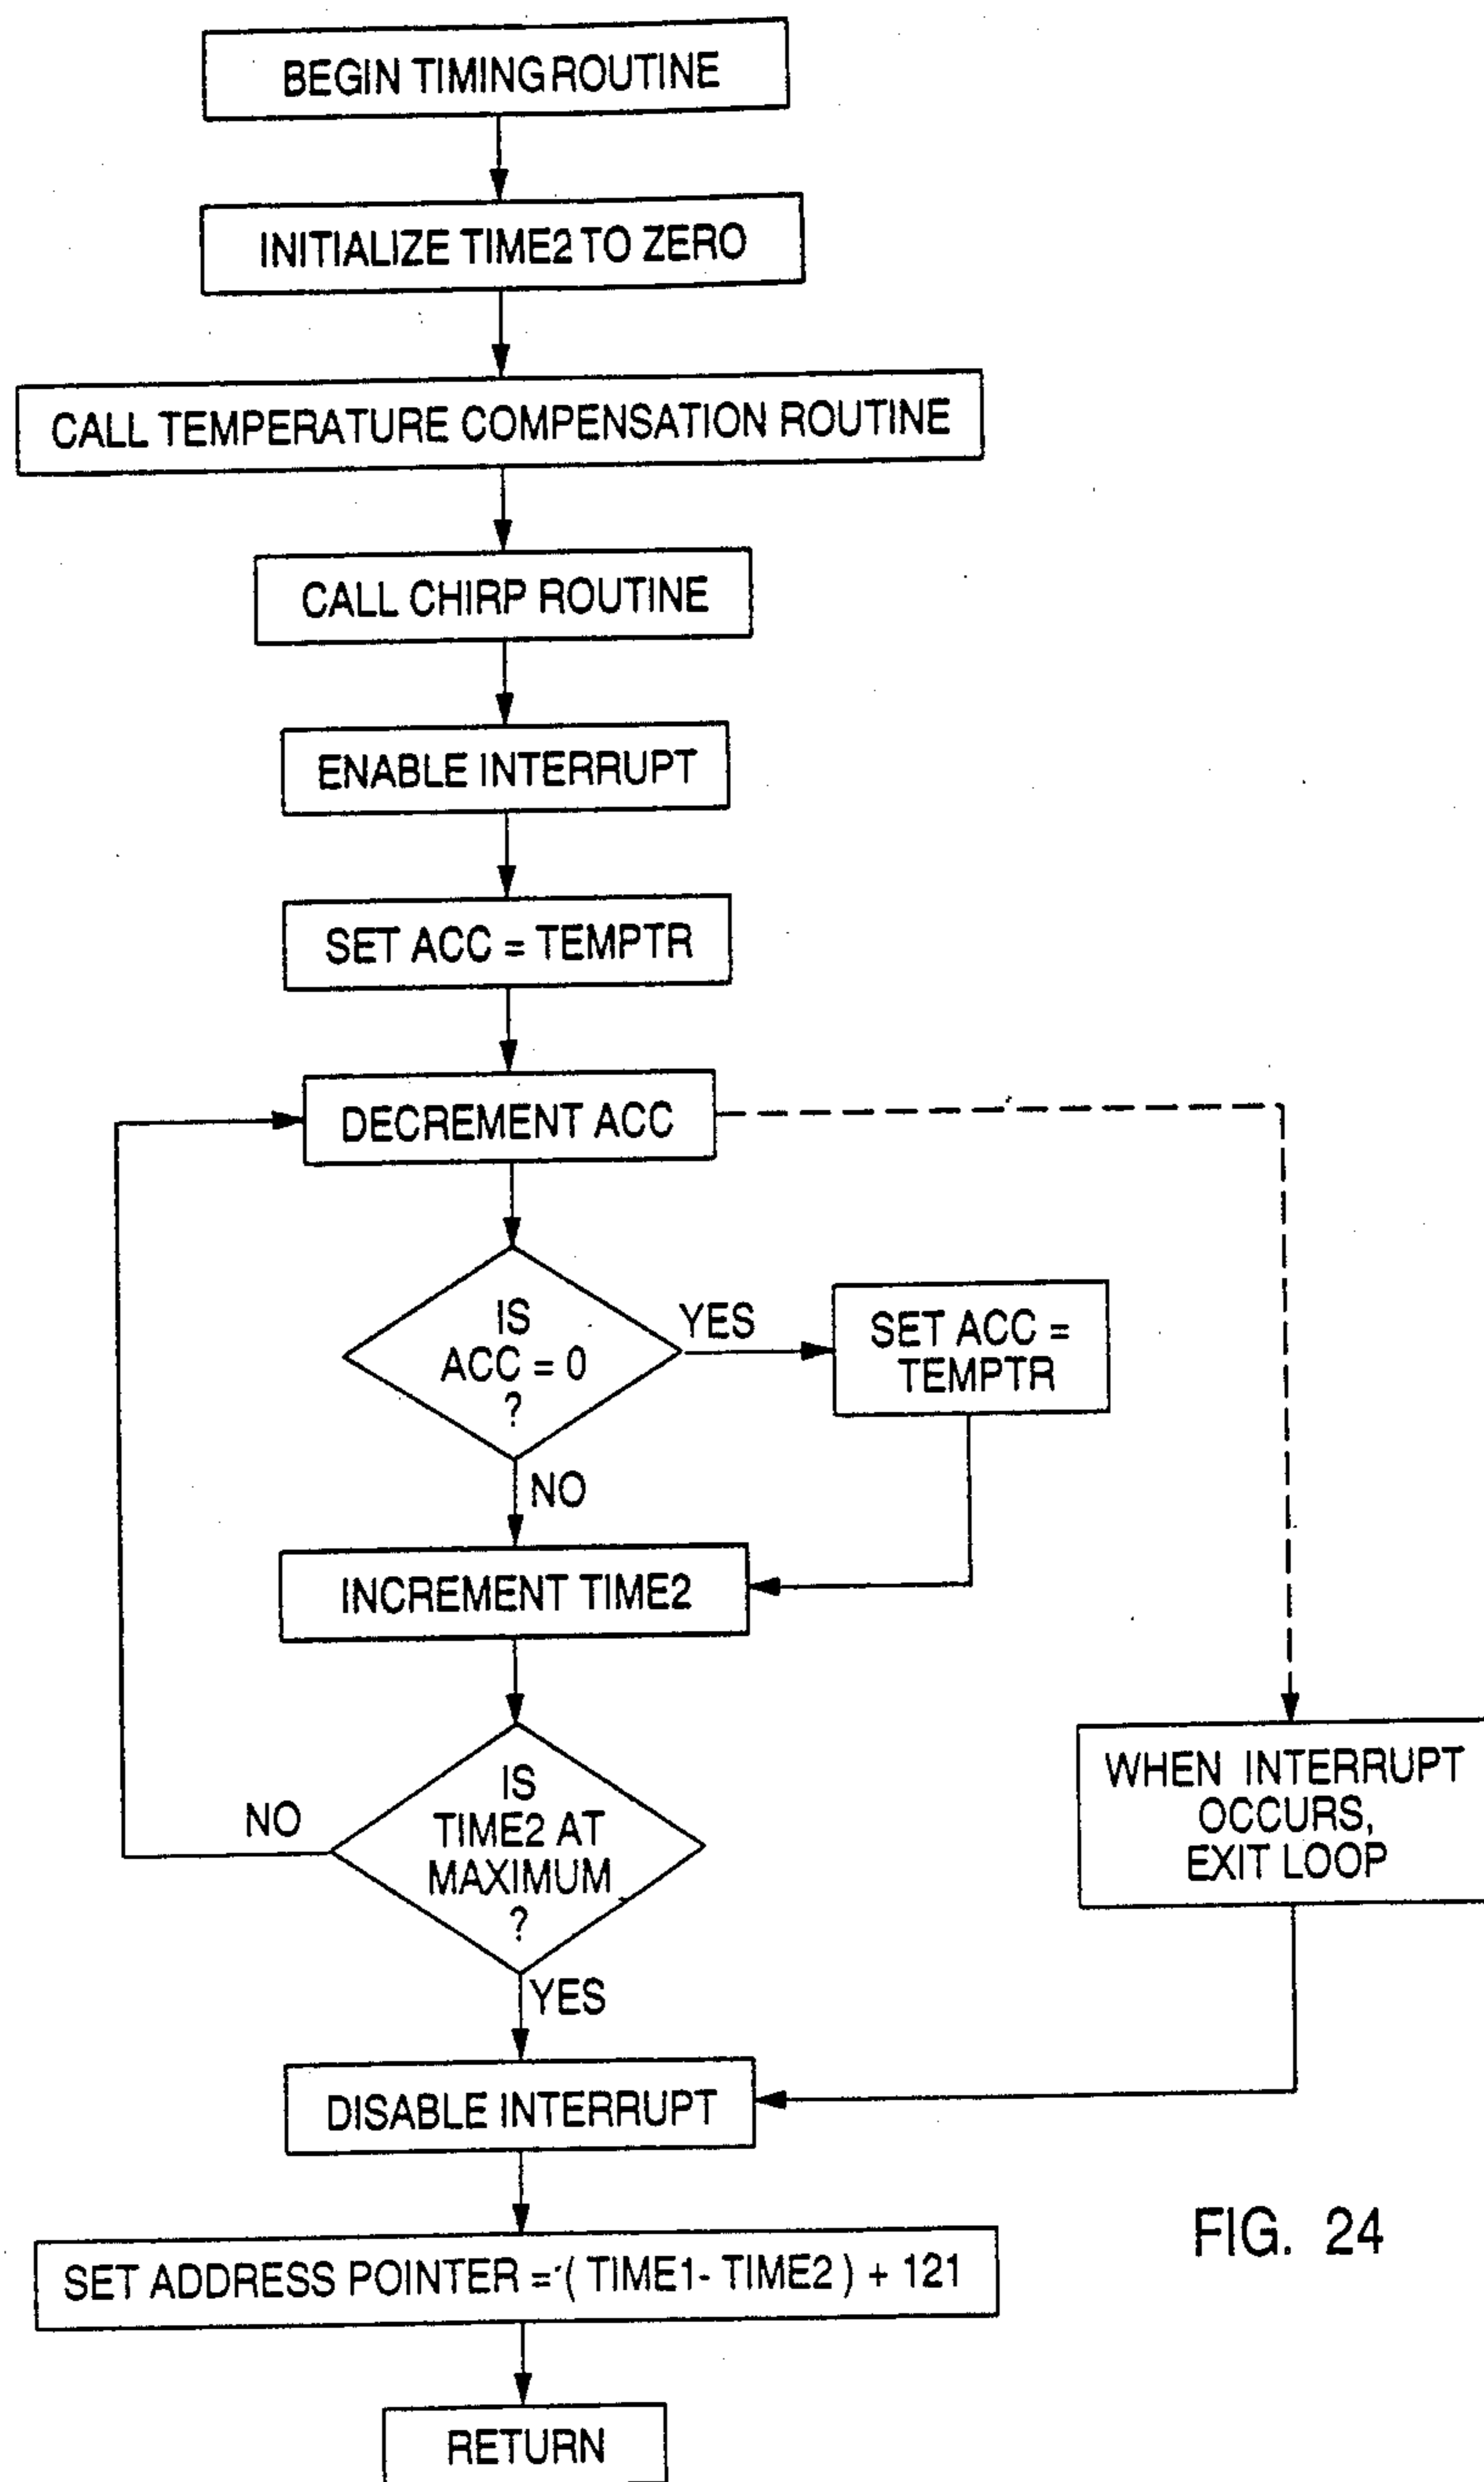 BEGIN TIMING ROUTINE
INITIALIZE TIME2 TO ZERO
CALL TEMPERATURE COMPENSATION ROUTINE
CALL CHIRP ROUTINE
ENABLE INTERRUPT
SET ACC = TEMPTR
DECREMENT ACC
IS
ACC = 0
?
YES
SET ACC =
TEMPTR
NO
INCREMENT TIME2
IS
TIME2 AT
MAXIMUM
?
NO
YES
WHEN INTERRUPT
OCCURS,
EXIT LOOP
DISABLE INTERRUPT
SET ADDRESS POINTER = ( TIME1- TIME2 ) + 121
RETURN
FIG. 24